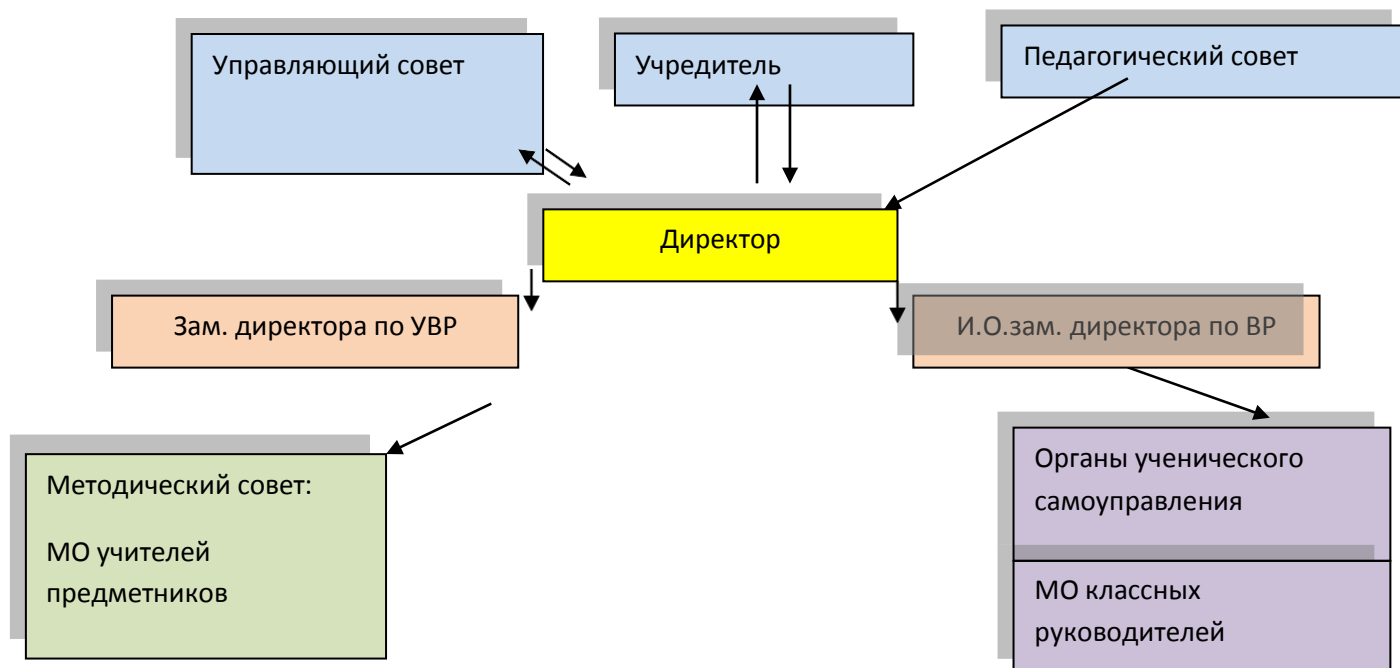 Управляющий совет
Учредитель
Педагогический совет
Директор
Зам. директора по УВР
И.О.зам. директора по ВР
Методический совет:
МО учителей
предметников
Органы ученического
самоуправления
МО классных
руководителей